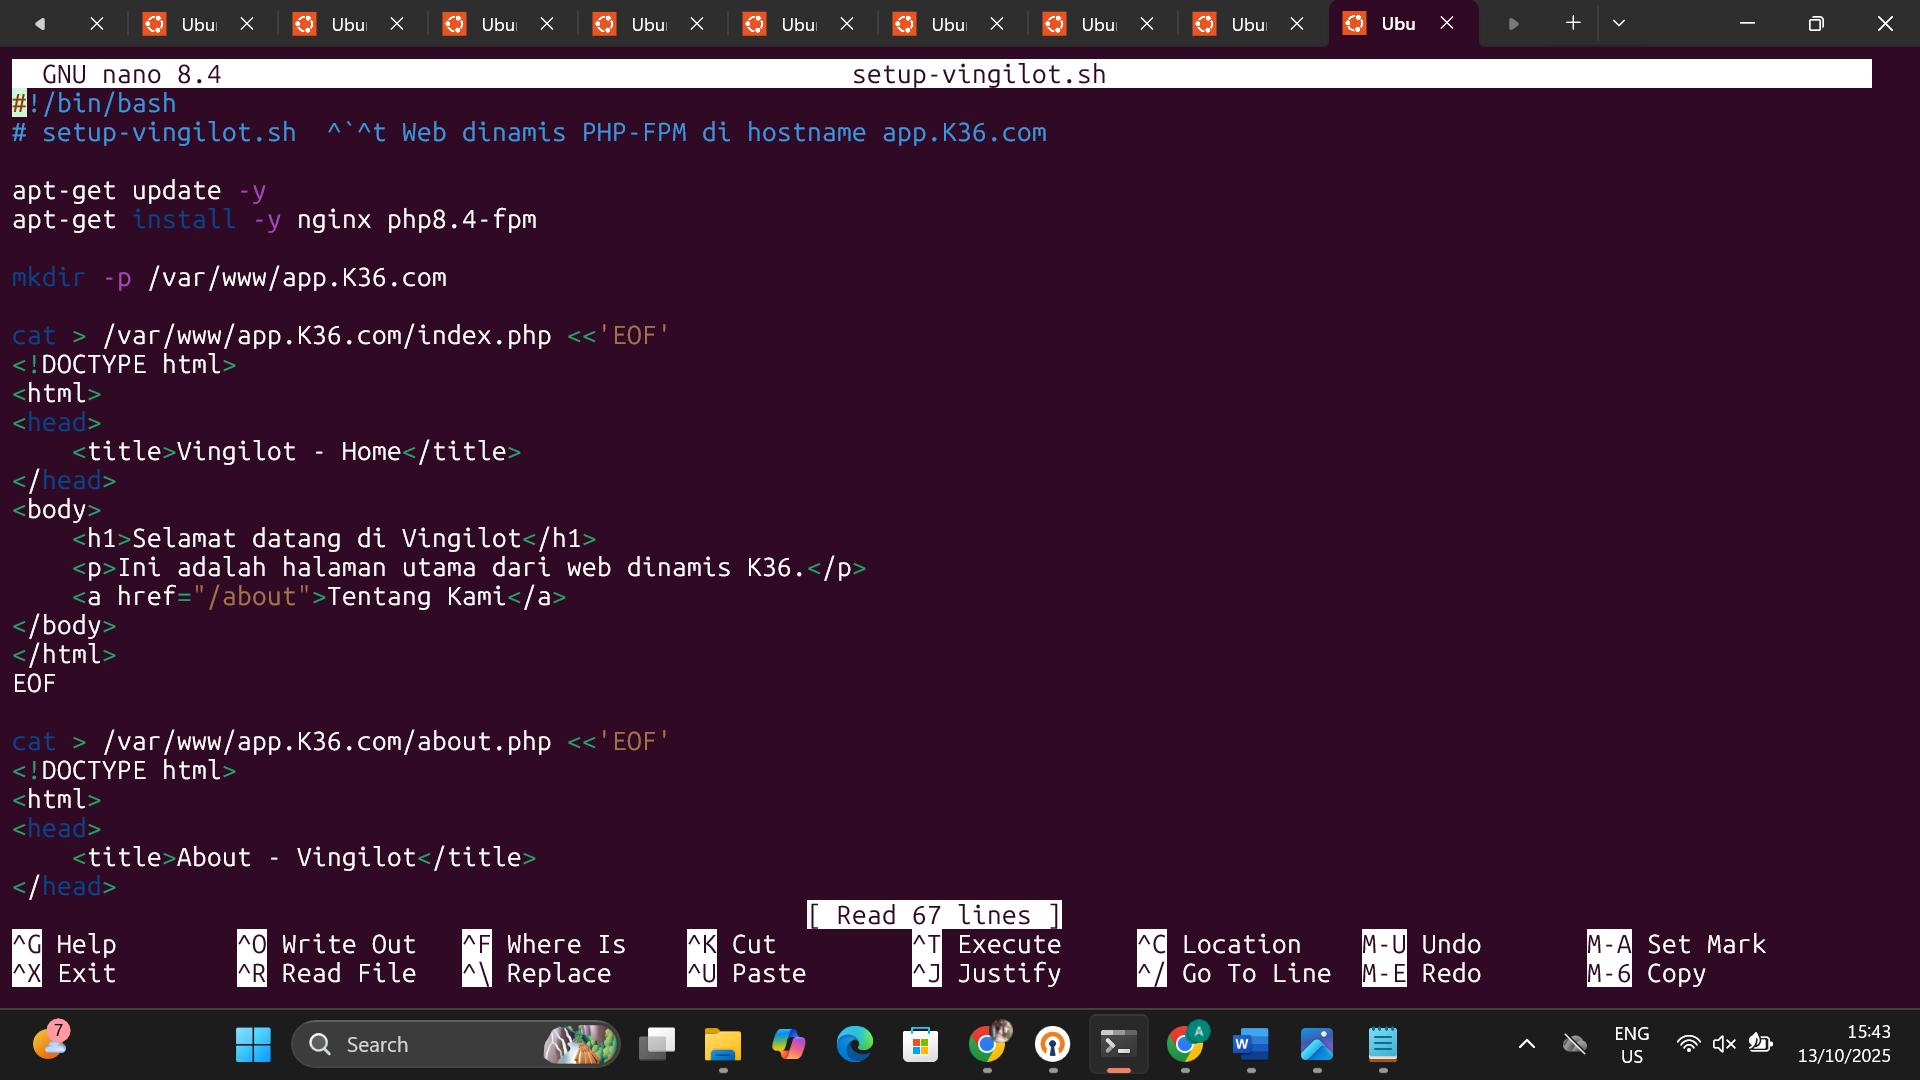 Ubu Ubu Ubu Ubu Ubu Ubu Ubu Ubu Ubu
GNU nano 8.4 setup-vingilot.sh
#!/bin/bash
# setup-vingilot.sh  ^`^t Web dinamis PHP-FPM di hostname app.K36.com
apt-get update -y
apt-get install -y nginx php8.4-fpm
mkdir -p /var/www/app.K36.com
cat > /var/www/app.K36.com/index.php <<'EOF'
<!DOCTYPE html>
<html>
<head>
    <title>Vingilot - Home</title>
</head>
<body>
    <h1>Selamat datang di Vingilot</h1>
    <p>Ini adalah halaman utama dari web dinamis K36.</p>
    <a href="/about">Tentang Kami</a>
</body>
</html>
EOF
cat > /var/www/app.K36.com/about.php <<'EOF'
<!DOCTYPE html>
<html>
<head>
    <title>About - Vingilot</title>
</head>
[ Read 67 lines ]
^G Help ^O Write Out ^F Where Is ^K Cut ^T Execute ^C Location M-U Undo M-A Set Mark
^X Exit ^R Read File ^\ Replace ^U Paste ^J Justify ^/ Go To Line M-E Redo M-6 Copy
7 Search A W ENG 15:43
US 13/10/2025